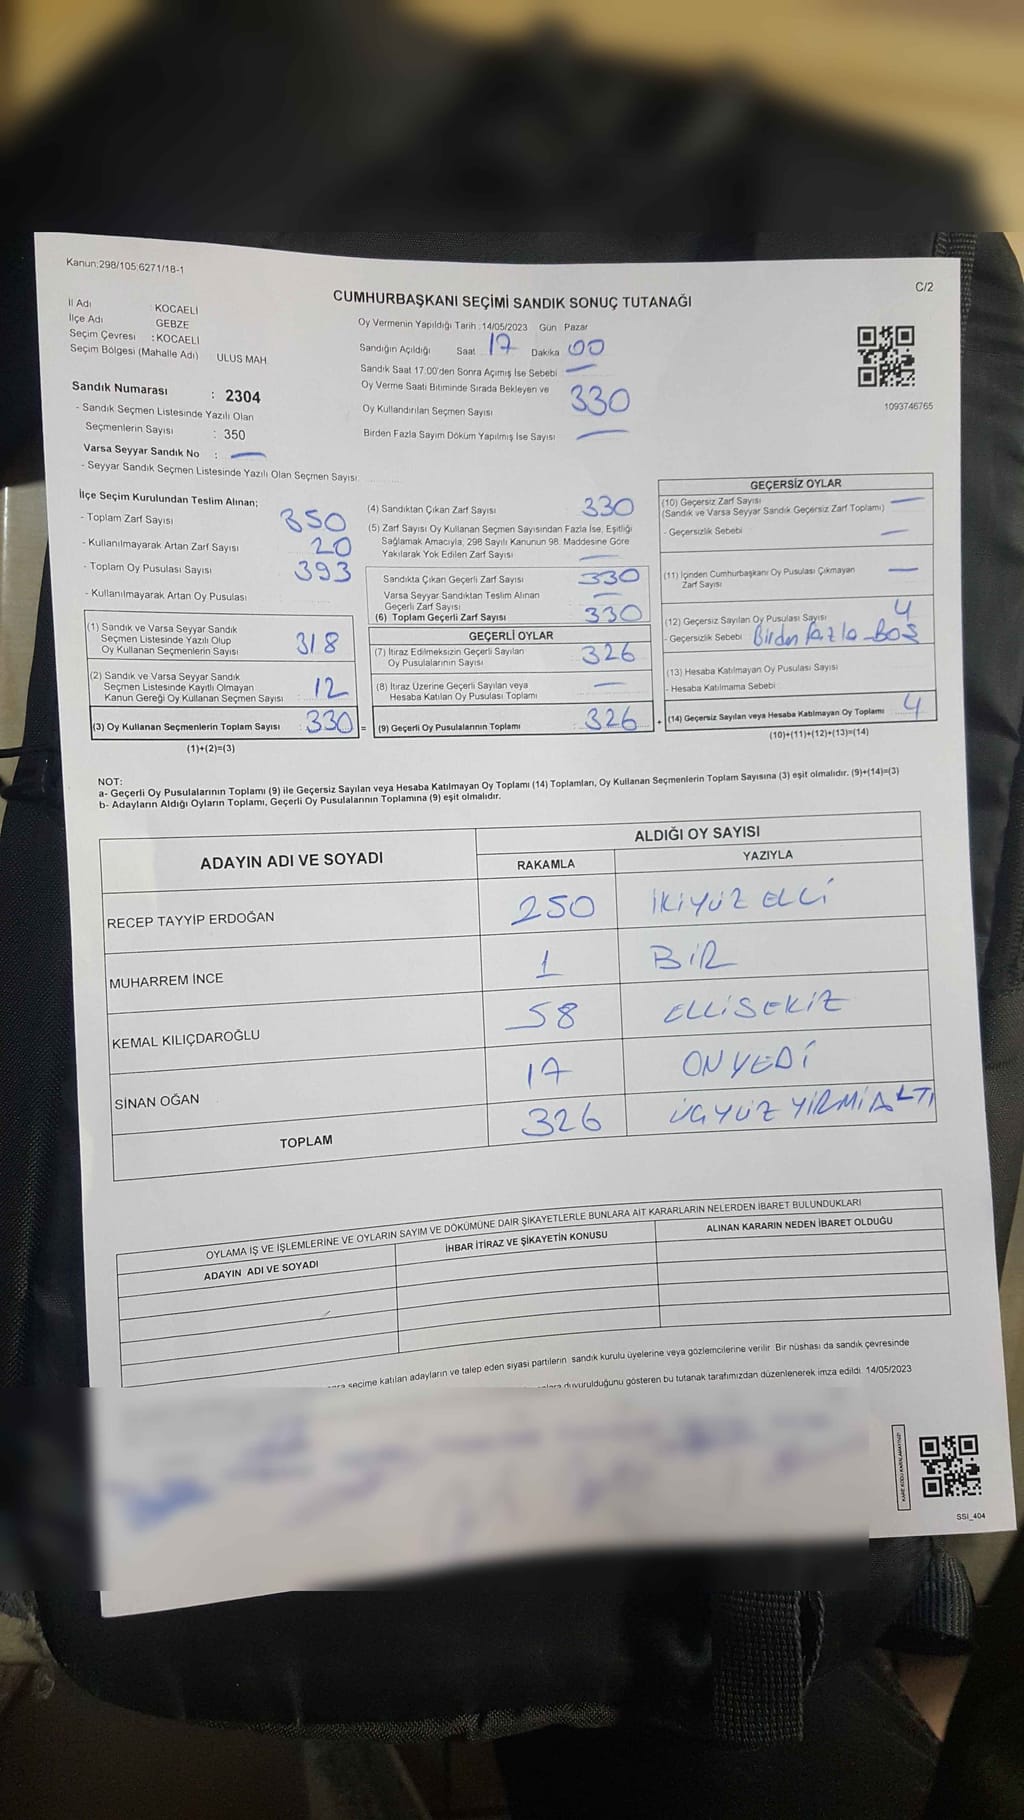 Kanun:298/105;6271/18-1
C/2
CUMHURBAŞKANI SEÇİMİ SANDIK SONUÇ TUTANAĞI
İl Adı : KOCAELİ
İlçe Adı GEBZE
Seçim Çevresi : KOCAELİ
Seçim Bölgesi (Mahalle Adı) ULUS MAH.
Sandık Numarası : 2304
- Sandık Seçmen Listesinde Yazılı Olan
Seçmenlerin Sayısı : 350
Varsa Seyyar Sandık No : —
- Seyyar Sandık Seçmen Listesinde Yazılı Olan Seçmen Sayısı
Oy Vermenin Yapıldığı Tarih : 14/05/2023 Gün Pazar
Sandığın Açıldığı Saat 17 Dakika 00
Sandık Saat 17.00'den Sonra Açımış İse Sebebi —
Oy Verme Saati Bitiminde Sırada Bekleyen ve
Oy Kullandırılan Seçmen Sayısı 330
Birden Fazla Sayım Döküm Yapılmış İse Sayısı —
1093746765
İlçe Seçim Kurulundan Teslim Alınan;
- Toplam Zarf Sayısı 350
- Kullanılmayarak Artan Zarf Sayısı 20
- Toplam Oy Pusulası Sayısı 393
- Kullanılmayarak Artan Oy Pusulası
(1) Sandık ve Varsa Seyyar Sandık
Seçmen Listesinde Yazılı Olup
Oy Kullanan Seçmenlerin Sayısı 318
(2) Sandık ve Varsa Seyyar Sandık
Seçmen Listesinde Kayıtlı Olmayan
Kanun Gereği Oy Kullanan Seçmen Sayısı 12
(3) Oy Kullanan Seçmenlerin Toplam Sayısı 330 =
(1)+(2)=(3)
(4) Sandıktan Çıkan Zarf Sayısı 330
(5) Zarf Sayısı Oy Kullanan Seçmen Sayısından Fazla İse, Eşitliği
Sağlamak Amacıyla, 298 Sayılı Kanunun 98. Maddesine Göre
Yakılarak Yok Edilen Zarf Sayısı —
Sandıkta Çıkan Geçerli Zarf Sayısı 330
Varsa Seyyar Sandıktan Teslim Alınan
Geçerli Zarf Sayısı —
(6) Toplam Geçerli Zarf Sayısı 330
GEÇERLİ OYLAR
(7) İtiraz Edilmeksizin Geçerli Sayılan
Oy Pusulalarının Sayısı 326
(8) İtiraz Üzerine Geçerli Sayılan veya
Hesaba Katılan Oy Pusulası Toplamı —
(9) Geçerli Oy Pusulalarının Toplamı 326 +
GEÇERSİZ OYLAR
(10) Geçersiz Zarf Sayısı —
(Sandık ve Varsa Seyyar Sandık Geçersiz Zarf Toplamı)
- Geçersizlik Sebebi —
(11) İçinden Cumhurbaşkanı Oy Pusulası Çıkmayan
Zarf Sayısı —
(12) Geçersiz Sayılan Oy Pusulası Sayısı 4
- Geçersizlik Sebebi Birden fazla - BOŞ
(13) Hesaba Katılmayan Oy Pusulası Sayısı
- Hesaba Katılmama Sebebi
(14) Geçersiz Sayılan veya Hesaba Katılmayan Oy Toplamı 4
(10)+(11)+(12)+(13)=(14)
NOT:
a- Geçerli Oy Pusulalarının Toplamı (9) ile Geçersiz Sayılan veya Hesaba Katılmayan Oy Toplamı (14) Toplamları, Oy Kullanan Seçmenlerin Toplam Sayısına (3) eşit olmalıdır. (9)+(14)=(3)
b- Adayların Aldığı Oyların Toplamı, Geçerli Oy Pusulalarının Toplamına (9) eşit olmalıdır.
ADAYIN ADI VE SOYADI ALDIĞI OY SAYISI
RAKAMLA YAZIYLA
RECEP TAYYİP ERDOĞAN 250 İKİYÜZ ELLİ
MUHARREM İNCE 1 BİR
KEMAL KILIÇDAROĞLU 58 ELLİSEKİZ
SİNAN OĞAN 17 ONYEDİ
TOPLAM 326 ÜÇYÜZ YİRMİALTI
OYLAMA İŞ VE İŞLEMLERİNE VE OYLARIN SAYIM VE DÖKÜMÜNE DAİR ŞİKAYETLERLE BUNLARA AİT KARARLARIN NELERDEN İBARET BULUNDUKLARI
ADAYIN ADI VE SOYADI İHBAR İTİRAZ VE ŞİKAYETİN KONUSU ALINAN KARARIN NEDEN İBARET OLDUĞU
seçime katılan adayların ve talep eden siyasi partilerin sandık kurulu üyelerine veya gözlemcilerine verilir. Bir nüshası da sandık çevresinde
duyurulduğunu gösteren bu tutanak tarafımızdan düzenlenerek imza edildi. 14/05/2023
SSI_404